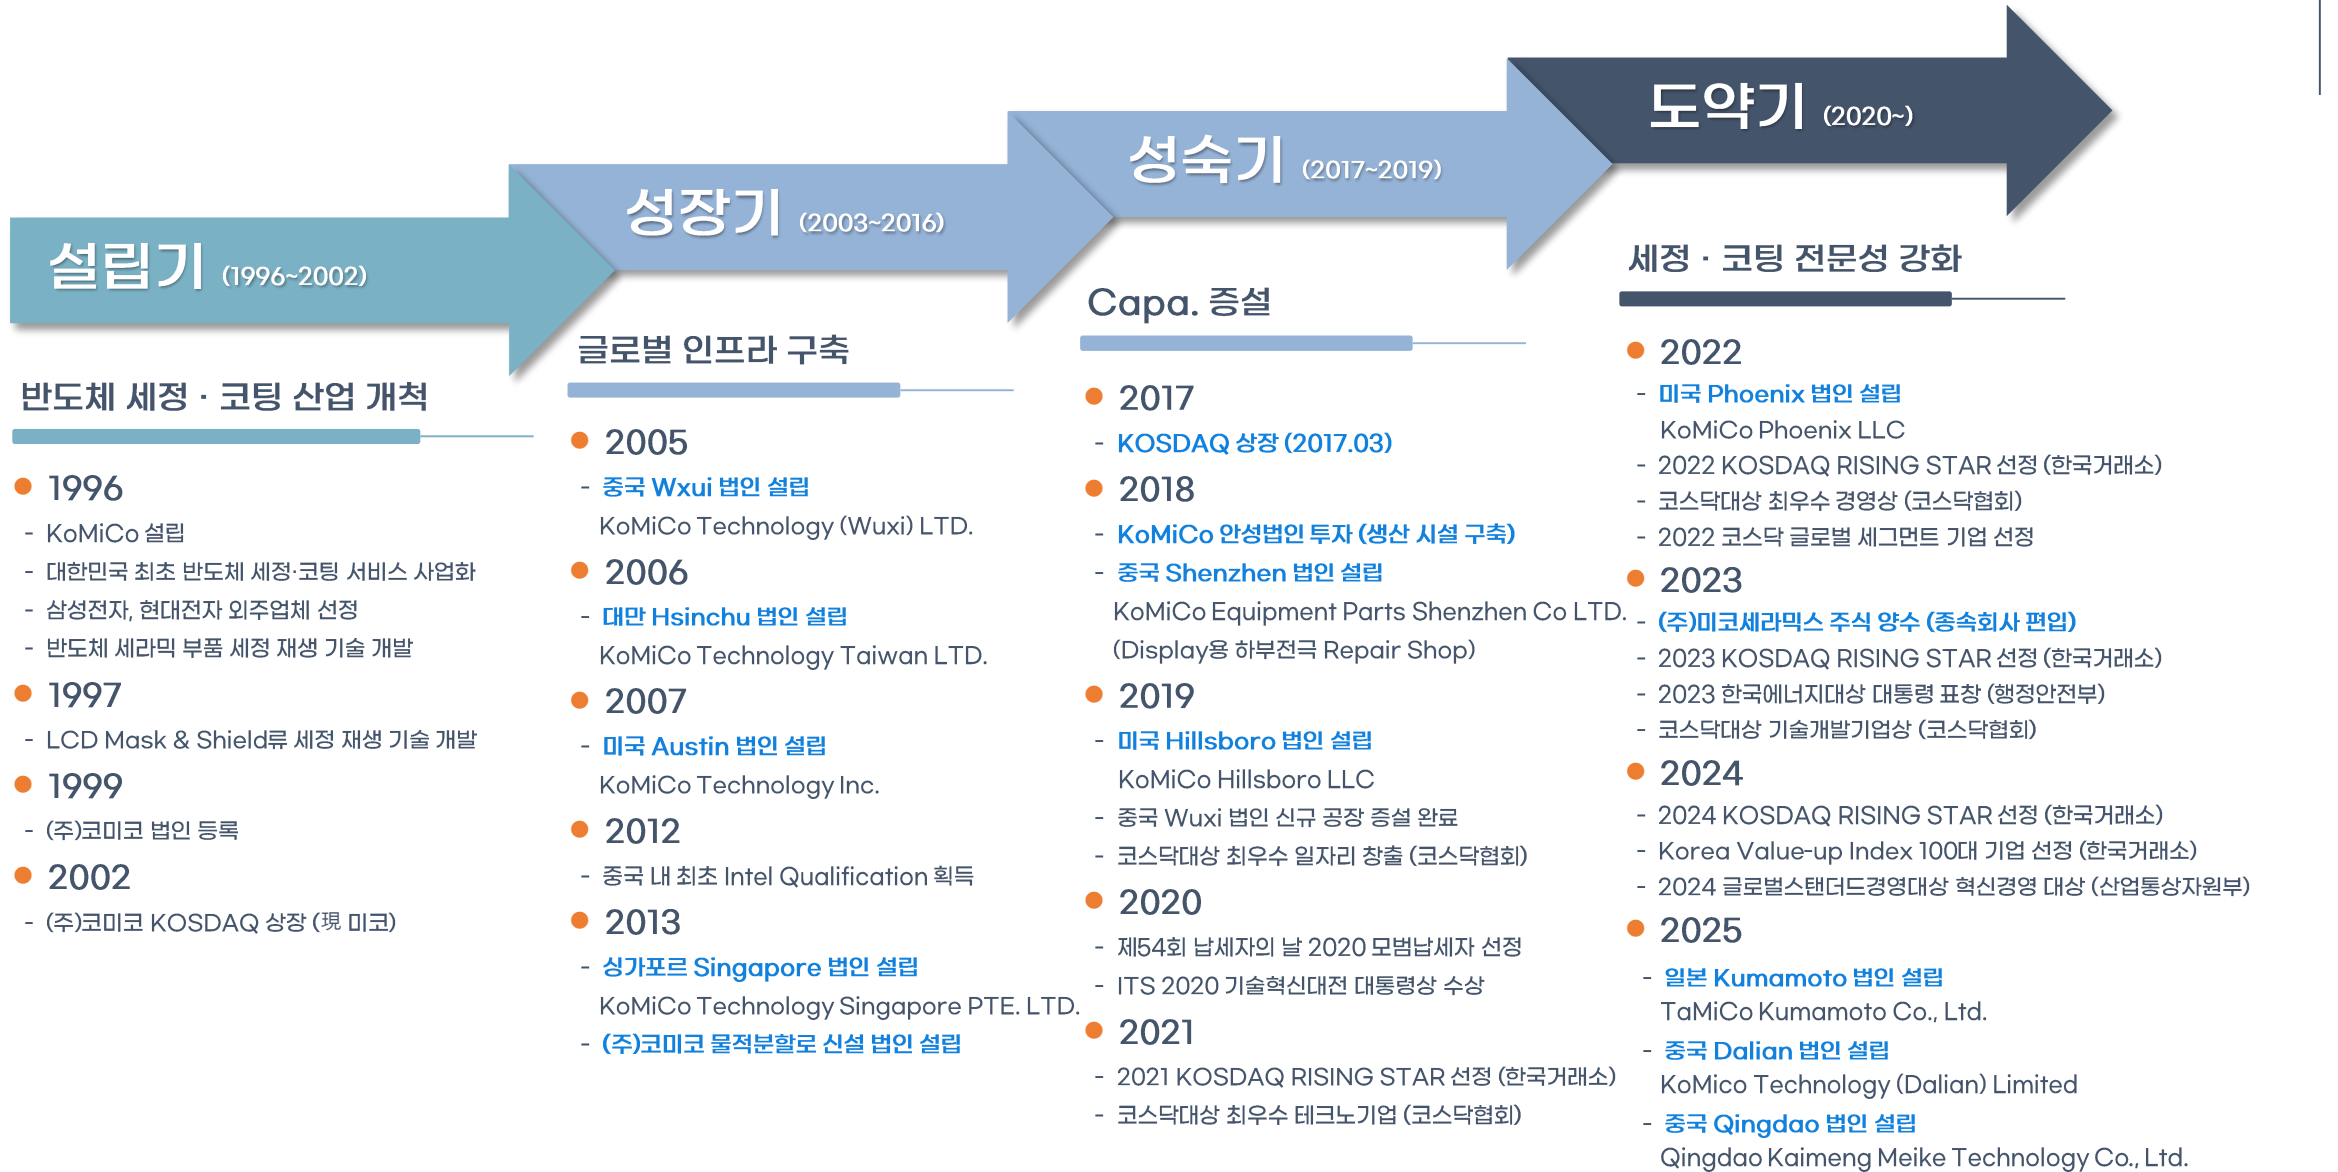 설립기 (1996~2002)
반도체 세정 · 코팅 산업 개척
1996
- KoMiCo 설립
- 대한민국 최초 반도체 세정·코팅 서비스 사업화
- 삼성전자, 현대전자 외주업체 선정
- 반도체 세라믹 부품 세정 재생 기술 개발
1997
- LCD Mask & Shield류 세정 재생 기술 개발
1999
- (주)코미코 법인 등록
2002
- (주)코미코 KOSDAQ 상장 (現 미코)
성장기 (2003~2016)
글로벌 인프라 구축
2005
- 중국 Wxui 법인 설립
KoMiCo Technology (Wuxi) LTD.
2006
- 대만 Hsinchu 법인 설립
KoMiCo Technology Taiwan LTD.
2007
- 미국 Austin 법인 설립
KoMiCo Technology Inc.
2012
- 중국 내 최초 Intel Qualification 획득
2013
- 싱가포르 Singapore 법인 설립
KoMiCo Technology Singapore PTE. LTD.
- (주)코미코 물적분할로 신설 법인 설립
성숙기 (2017~2019)
Capa. 증설
2017
- KOSDAQ 상장 (2017.03)
2018
- KoMiCo 안성법인 투자 (생산 시설 구축)
- 중국 Shenzhen 법인 설립
KoMiCo Equipment Parts Shenzhen Co LTD.
(Display용 하부전극 Repair Shop)
2019
- 미국 Hillsboro 법인 설립
KoMiCo Hillsboro LLC
- 중국 Wuxi 법인 신규 공장 증설 완료
- 코스닥대상 최우수 일자리 창출 (코스닥협회)
2020
- 제54회 납세자의 날 2020 모범납세자 선정
- ITS 2020 기술혁신대전 대통령상 수상
2021
- 2021 KOSDAQ RISING STAR 선정 (한국거래소)
- 코스닥대상 최우수 테크노기업 (코스닥협회)
도약기 (2020~)
세정 · 코팅 전문성 강화
2022
- 미국 Phoenix 법인 설립
KoMiCo Phoenix LLC
- 2022 KOSDAQ RISING STAR 선정 (한국거래소)
- 코스닥대상 최우수 경영상 (코스닥협회)
- 2022 코스닥 글로벌 세그먼트 기업 선정
2023
- (주)미코세라믹스 주식 양수 (종속회사 편입)
- 2023 KOSDAQ RISING STAR 선정 (한국거래소)
- 2023 한국에너지대상 대통령 표창 (행정안전부)
- 코스닥대상 기술개발기업상 (코스닥협회)
2024
- 2024 KOSDAQ RISING STAR 선정 (한국거래소)
- Korea Value-up Index 100대 기업 선정 (한국거래소)
- 2024 글로벌스탠더드경영대상 혁신경영 대상 (산업통상자원부)
2025
- 일본 Kumamoto 법인 설립
TaMiCo Kumamoto Co., Ltd.
- 중국 Dalian 법인 설립
KoMico Technology (Dalian) Limited
- 중국 Qingdao 법인 설립
Qingdao Kaimeng Meike Technology Co., Ltd.